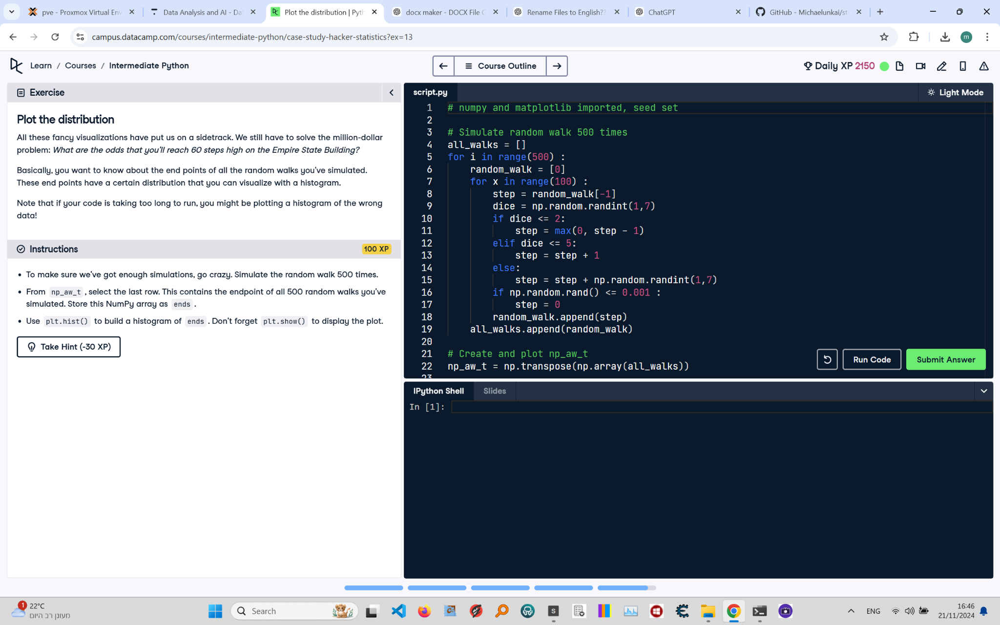 pve - Proxmox Virtual Env
Data Analysis and AI - Da
Plot the distribution | Pyth
docx maker - DOCX File C
Rename Files to English??
ChatGPT
GitHub - Michaelunkai/st
campus.datacamp.com/courses/intermediate-python/case-study-hacker-statistics?ex=13
m
Learn / Courses / Intermediate Python
Course Outline
Daily XP 2150
Exercise
Plot the distribution
All these fancy visualizations have put us on a sidetrack. We still have to solve the million-dollar
problem: What are the odds that you'll reach 60 steps high on the Empire State Building?
Basically, you want to know about the end points of all the random walks you've simulated.
These end points have a certain distribution that you can visualize with a histogram.
Note that if your code is taking too long to run, you might be plotting a histogram of the wrong
data!
Instructions
100 XP
• To make sure we've got enough simulations, go crazy. Simulate the random walk 500 times.
• From np_aw_t, select the last row. This contains the endpoint of all 500 random walks you've
simulated. Store this NumPy array as ends.
• Use plt.hist() to build a histogram of ends. Don't forget plt.show() to display the plot.
Take Hint (-30 XP)
script.py
Light Mode
1 # numpy and matplotlib imported, seed set
2
3 # Simulate random walk 500 times
4 all_walks = []
5 for i in range(500) :
6     random_walk = [0]
7     for x in range(100) :
8         step = random_walk[-1]
9         dice = np.random.randint(1,7)
10         if dice <= 2:
11             step = max(0, step - 1)
12         elif dice <= 5:
13             step = step + 1
14         else:
15             step = step + np.random.randint(1,7)
16         if np.random.rand() <= 0.001 :
17             step = 0
18         random_walk.append(step)
19     all_walks.append(random_walk)
20
21 # Create and plot np_aw_t
22 np_aw_t = np.transpose(np.array(all_walks))
23
Run Code
Submit Answer
IPython Shell
Slides
In [1]:
1
22°C
מעונן רב היום
Search
S
ENG
16:46
21/11/2024